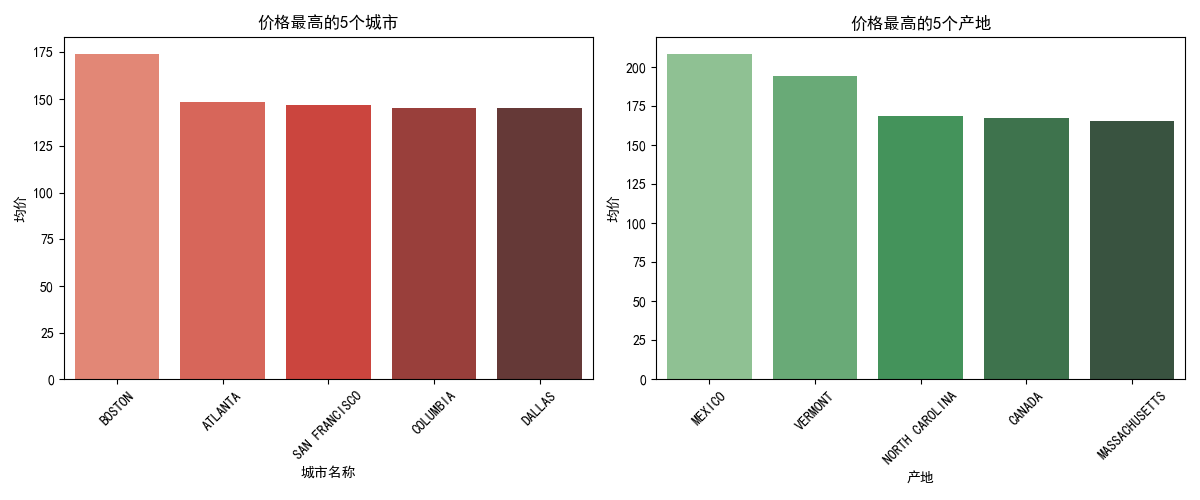 价格最高的5个城市
175
150
125
100
75
50
25
0
均价
BOSTON
ATLANTA
SAN FRANCISCO
COLUMBIA
DALLAS
城市名称
价格最高的5个产地
200
175
150
125
100
75
50
25
0
均价
MEXICO
VERMONT
NORTH CAROLINA
CANADA
MASSACHUSETTS
产地